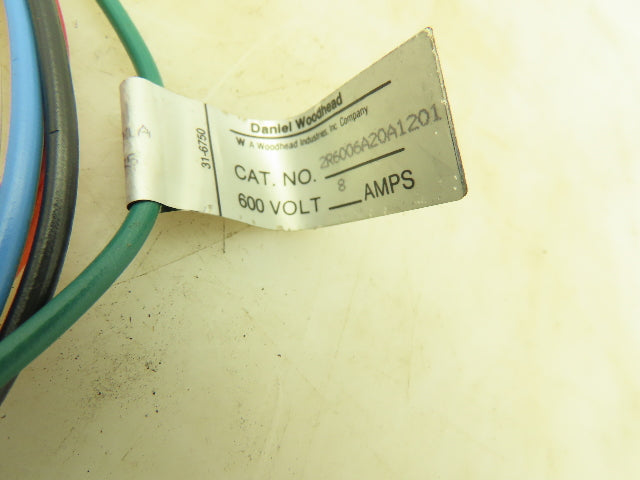 Daniel Woodhead
W A Woodhead Industries, Inc Company
CAT. NO. 2R6006A20A1201
600 VOLT 8 AMPS
31-6750